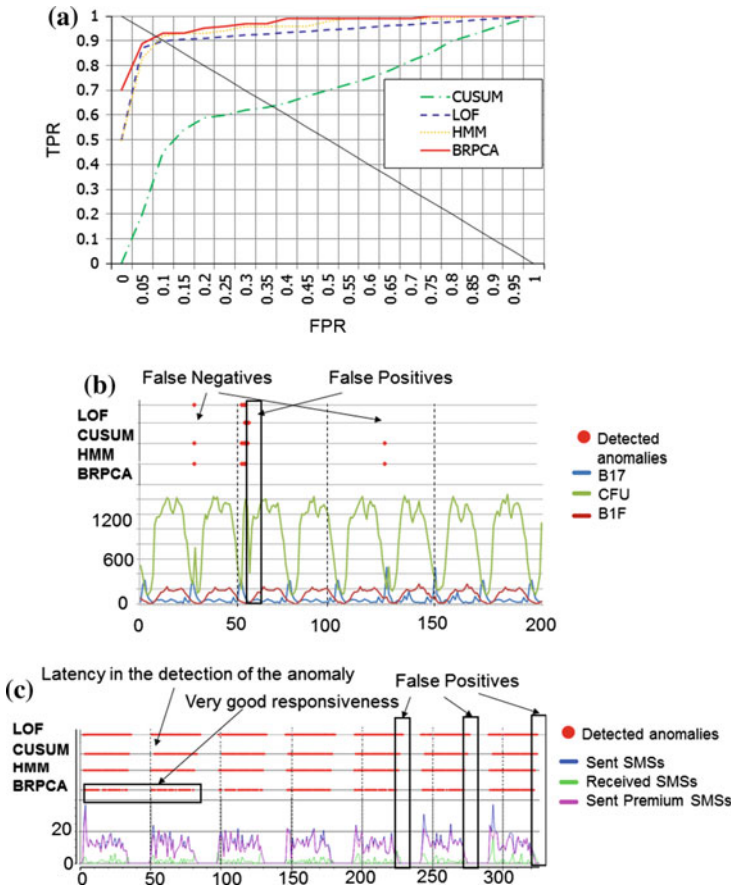 (a)
1
0.9
0.8
0.7
0.6
0.5
0.4
0.3
0.2
0.1
0
TPR
CUSUM
LOF
HMM
BRPCA
0 0.05 0.1 0.15 0.2 0.25 0.3 0.35 0.4 0.45 0.5 0.55 0.6 0.65 0.7 0.75 0.8 0.85 0.9 0.95 1
FPR
(b)
False Negatives False Positives
LOF
CUSUM
HMM
BRPCA
Detected
anomalies
B17
CFU
B1F
1200
600
0
0 50 100 150 200
(c)
Latency in the detection of the anomaly
Very good responsiveness
False Positives
LOF
CUSUM
HMM
BRPCA
Detected anomalies
Sent SMSs
Received SMSs
Sent Premium SMSs
20
0
0 50 100 150 200 250 300